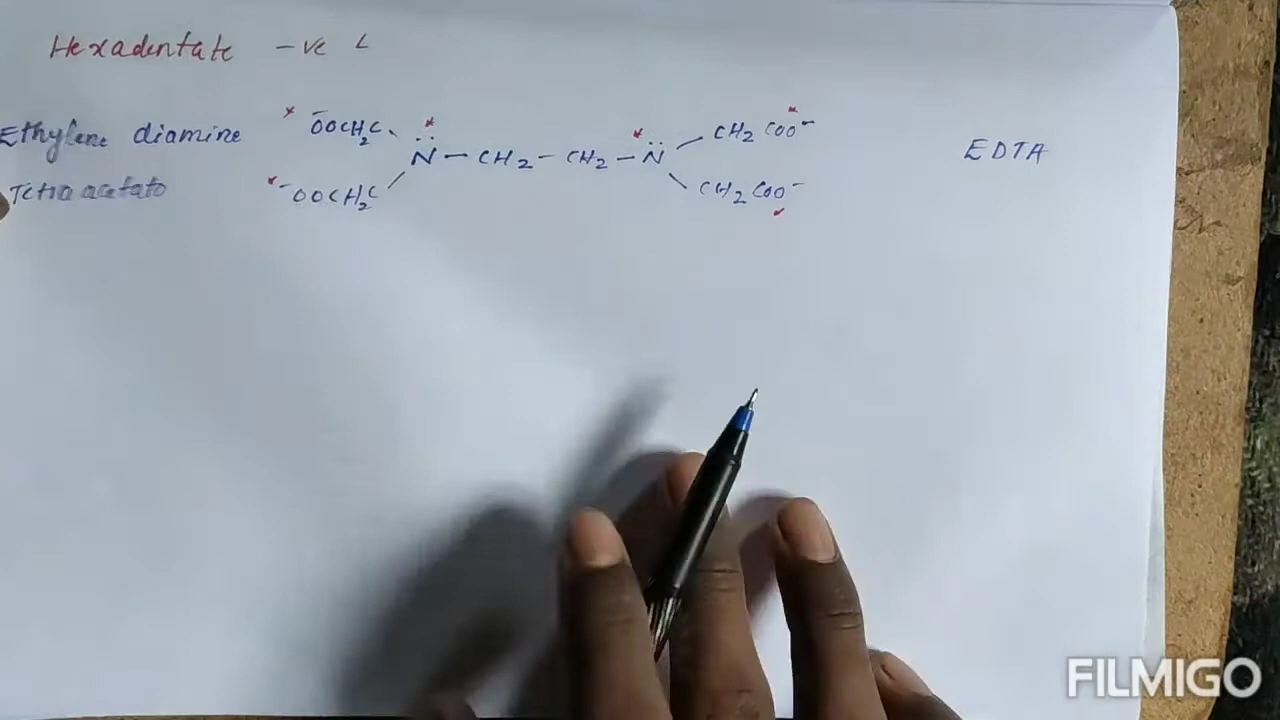 Hexadentate -ve L
Ethylene diamine
Tetra acetato
⁻OOCH₂C
N̈ - CH₂ - CH₂ - N̈
CH₂COO⁻
EDTA
⁻OOCH₂C
CH₂COO⁻
FILMIGO